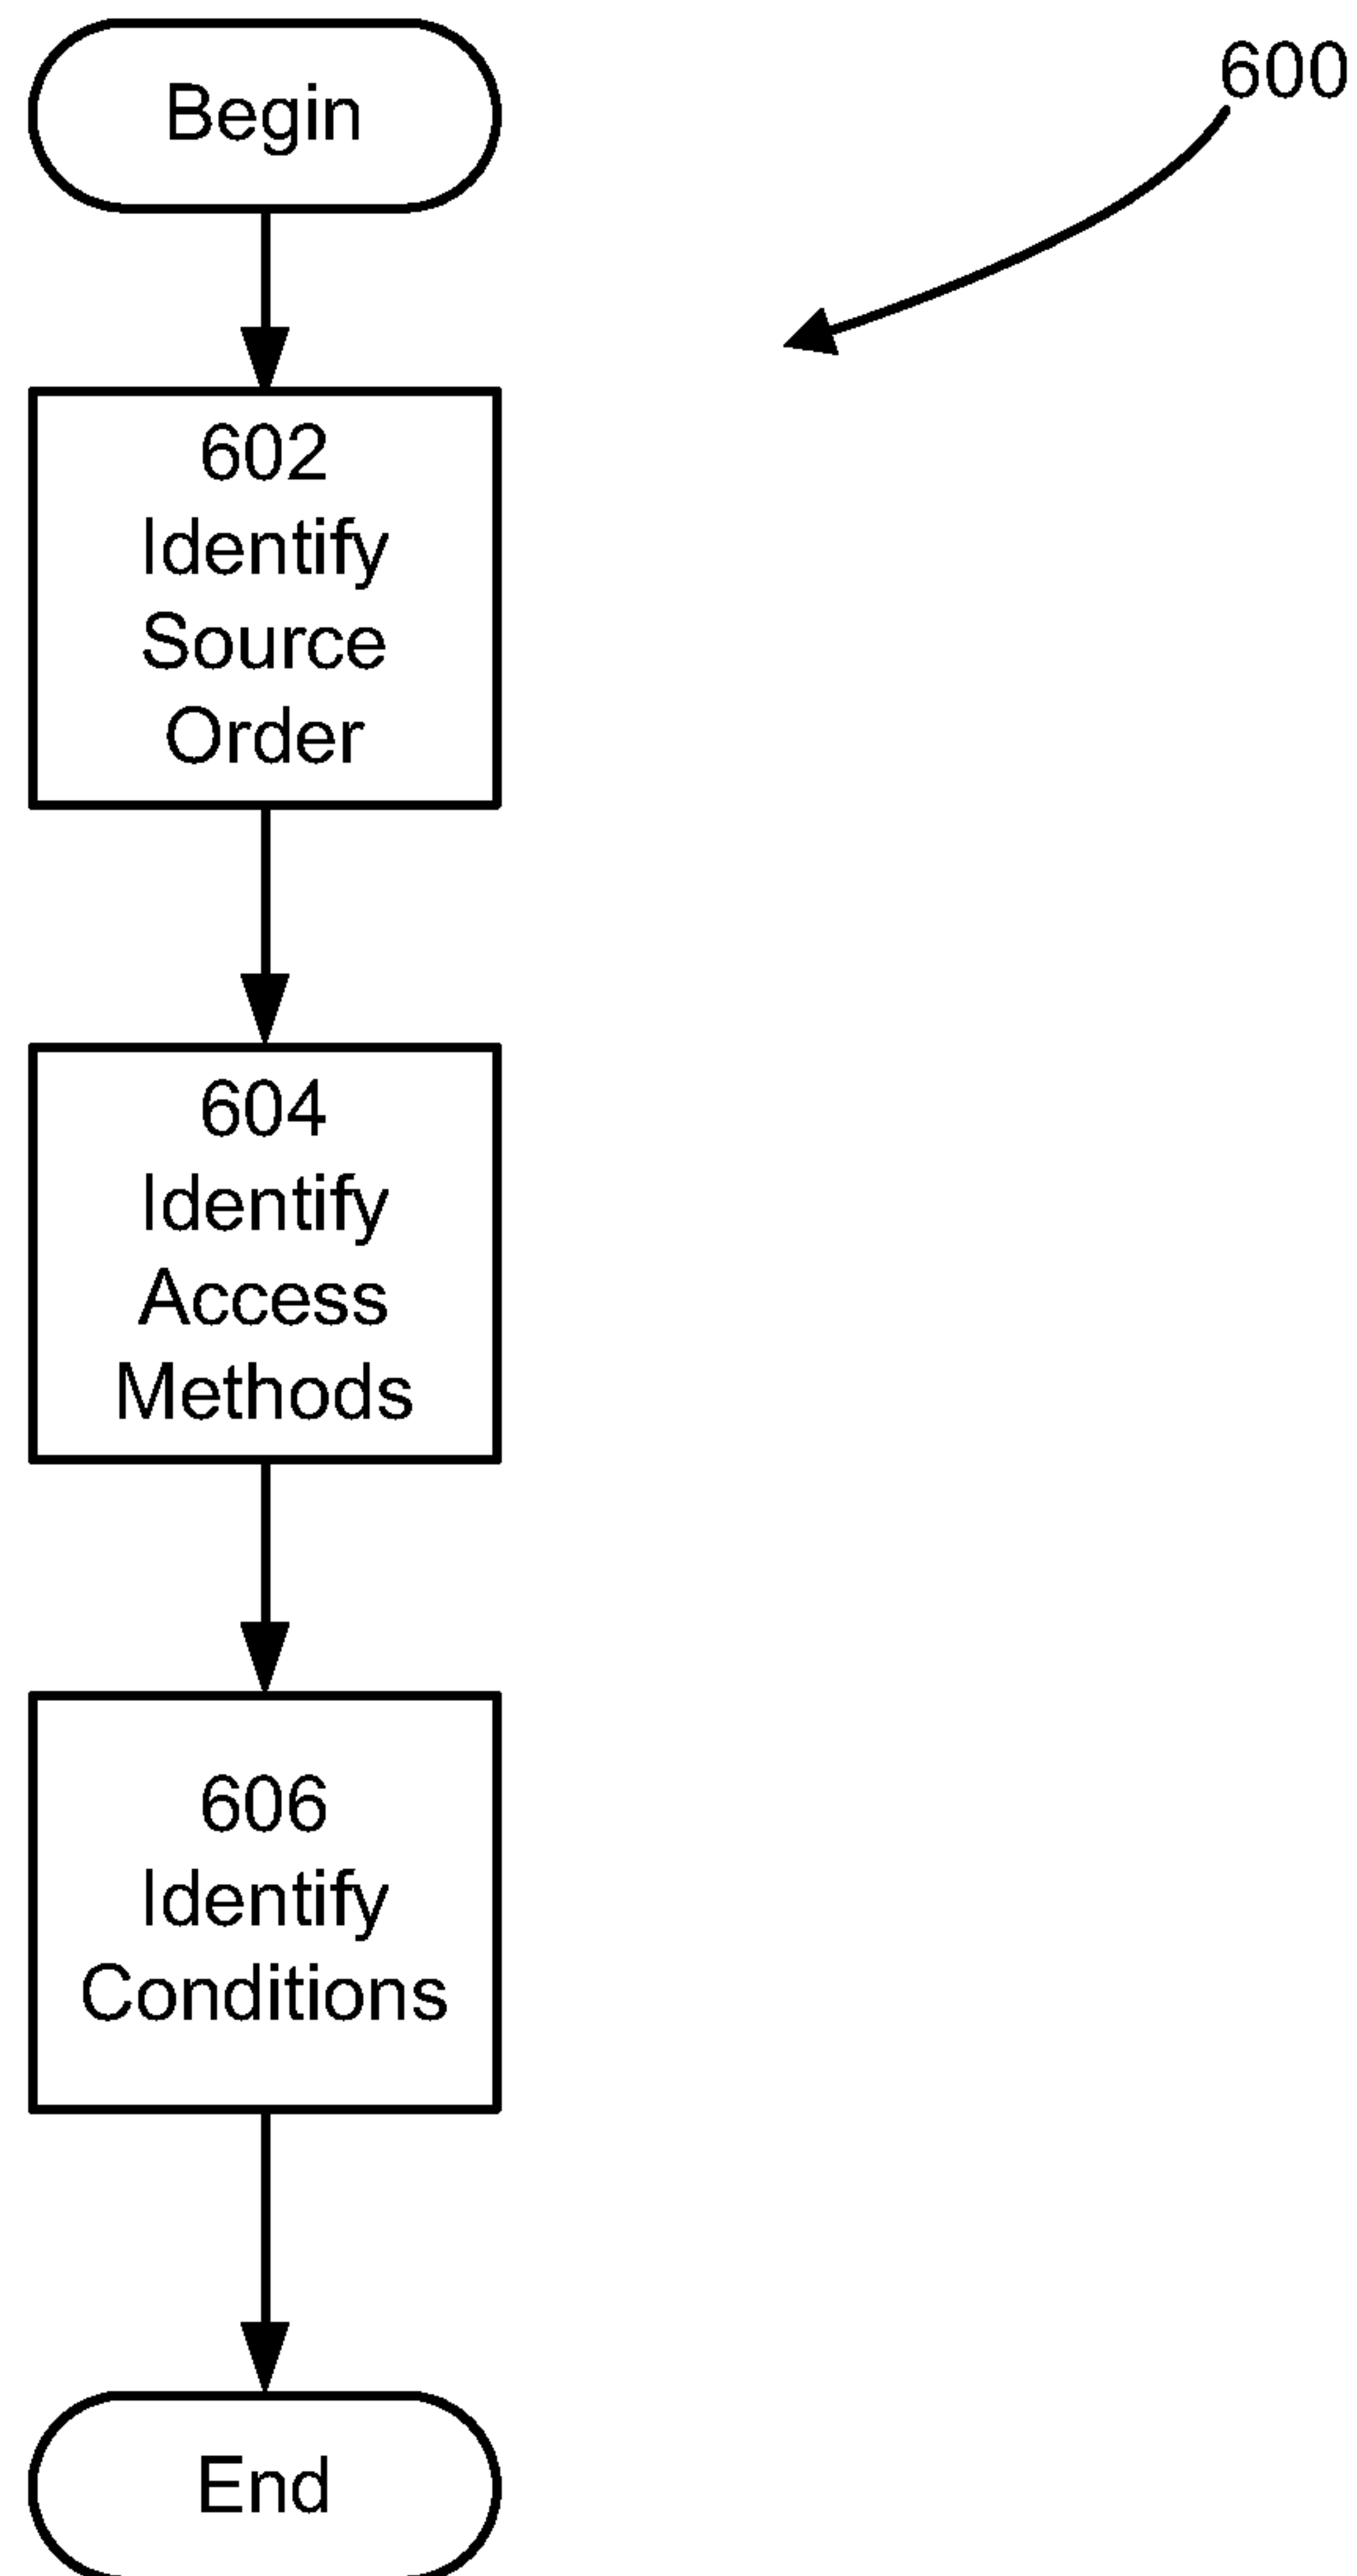 Begin
600
602
Identify
Source
Order
604
Identify
Access
Methods
606
Identify
Conditions
End